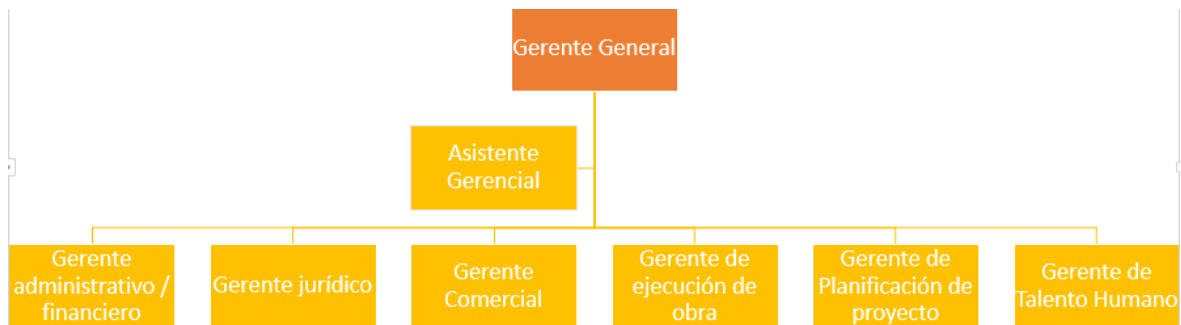 Gerente General
Asistente
Gerencial
Gerente
administrativo /
financiero
Gerente jurídico
Gerente
Comercial
Gerente de
ejecución de
obra
Gerente de
Planificación de
proyecto
Gerente de
Talento Humano